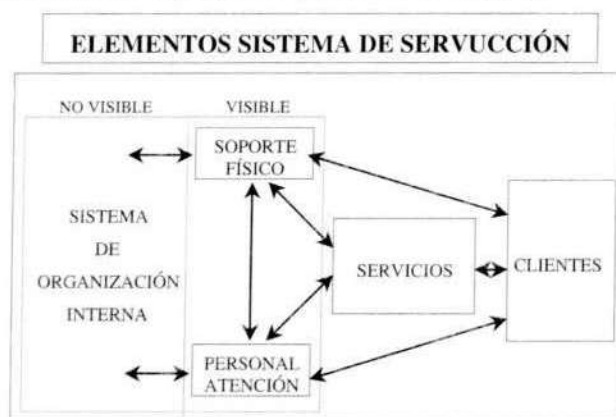 ELEMENTOS SISTEMA DE SERVUCCIÓN
NO VISIBLE
VISIBLE
SOPORTE
FÍSICO
SISTEMA
DE
ORGANIZACIÓN
INTERNA
SERVICIOS
CLIENTES
PERSONAL
ATENCIÓN